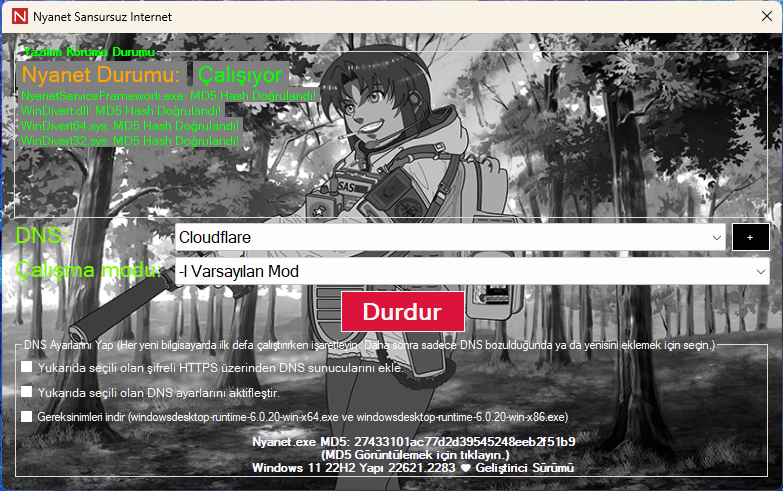 Nyanet Sansursuz Internet
Yazılım Koruma Durumu
Nyanet Durumu: Çalışıyor
NyanetServiceFramework.exe: MD5 Hash Doğrulandı!
WinDivert.dll: MD5 Hash Doğrulandı!
WinDivert64.sys: MD5 Hash Doğrulandı!
WinDivert32.sys: MD5 Hash Doğrulandı!
SAS
DNS: Cloudflare +
Çalışma modu: -l Varsayılan Mod
Durdur
DNS Ayarlarını Yap (Her yeni bilgisayarda ilk defa çalıştırırken işaretleyin. Daha sonra sadece DNS bozulduğunda ya da yenisini eklemek için seçin.)
Yukarıda seçili olan şifreli HTTPS üzerinden DNS sunucularını ekle.
Yukarıda seçili olan DNS ayarlarını aktifleştir.
Gereksinimleri indir (windowsdesktop-runtime-6.0.20-win-x64.exe ve windowsdesktop-runtime-6.0.20-win-x86.exe)
Nyanet.exe MD5: 27433101ac77d2d39545248eeb2f51b9
(MD5 Görüntülemek için tıklayın.)
Windows 11 22H2 Yapı 22621.2283 ♥ Geliştirici Sürümü